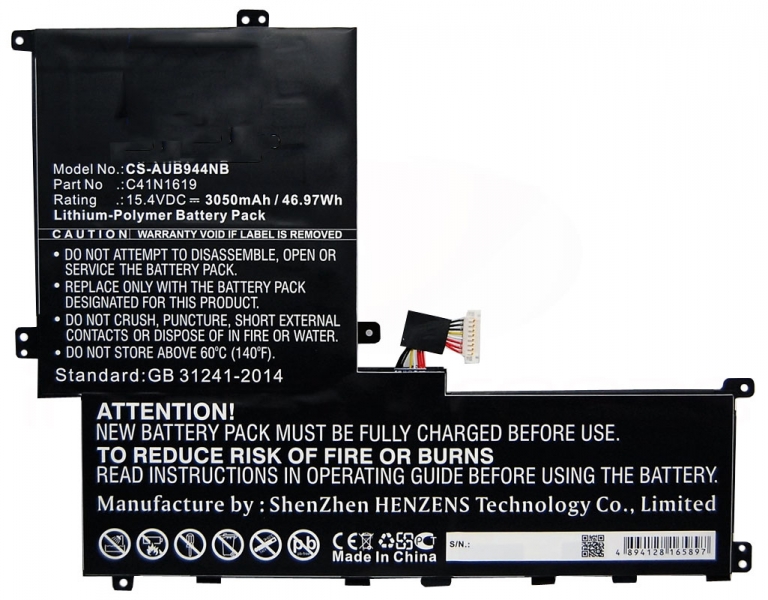 Model No.:CS-AUB944NB
Part No .:C41N1619
Rating .:15.4VDC⎓3050mAh / 46.97Wh
Lithium-Polymer Battery Pack
CAUTION| WARRANTY VOID IF LABEL IS REMOVED
• DO NOT ATTEMPT TO DISASSEMBLE, OPEN OR
SERVICE THE BATTERY PACK.
• REPLACE ONLY WITH THE BATTERY PACK
DESIGNATED FOR THIS PRODUCT.
• DO NOT CRUSH, PUNCTURE, SHORT EXTERNAL
CONTACTS OR DISPOSE OF IN FIRE OR WATER.
• DO NOT STORE ABOVE 60°C (140°F).
Standard:GB 31241-2014
ATTENTION!
NEW BATTERY PACK MUST BE FULLY CHARGED BEFORE USE.
TO REDUCE RISK OF FIRE OR BURNS
READ INSTRUCTIONS IN OPERATING GUIDE BEFORE USING THE BATTERY.
Manufacture by : ShenZhen HENZENS Technology Co., Limited
pb
CE
Made In China
S/N.:
4 894128 165897